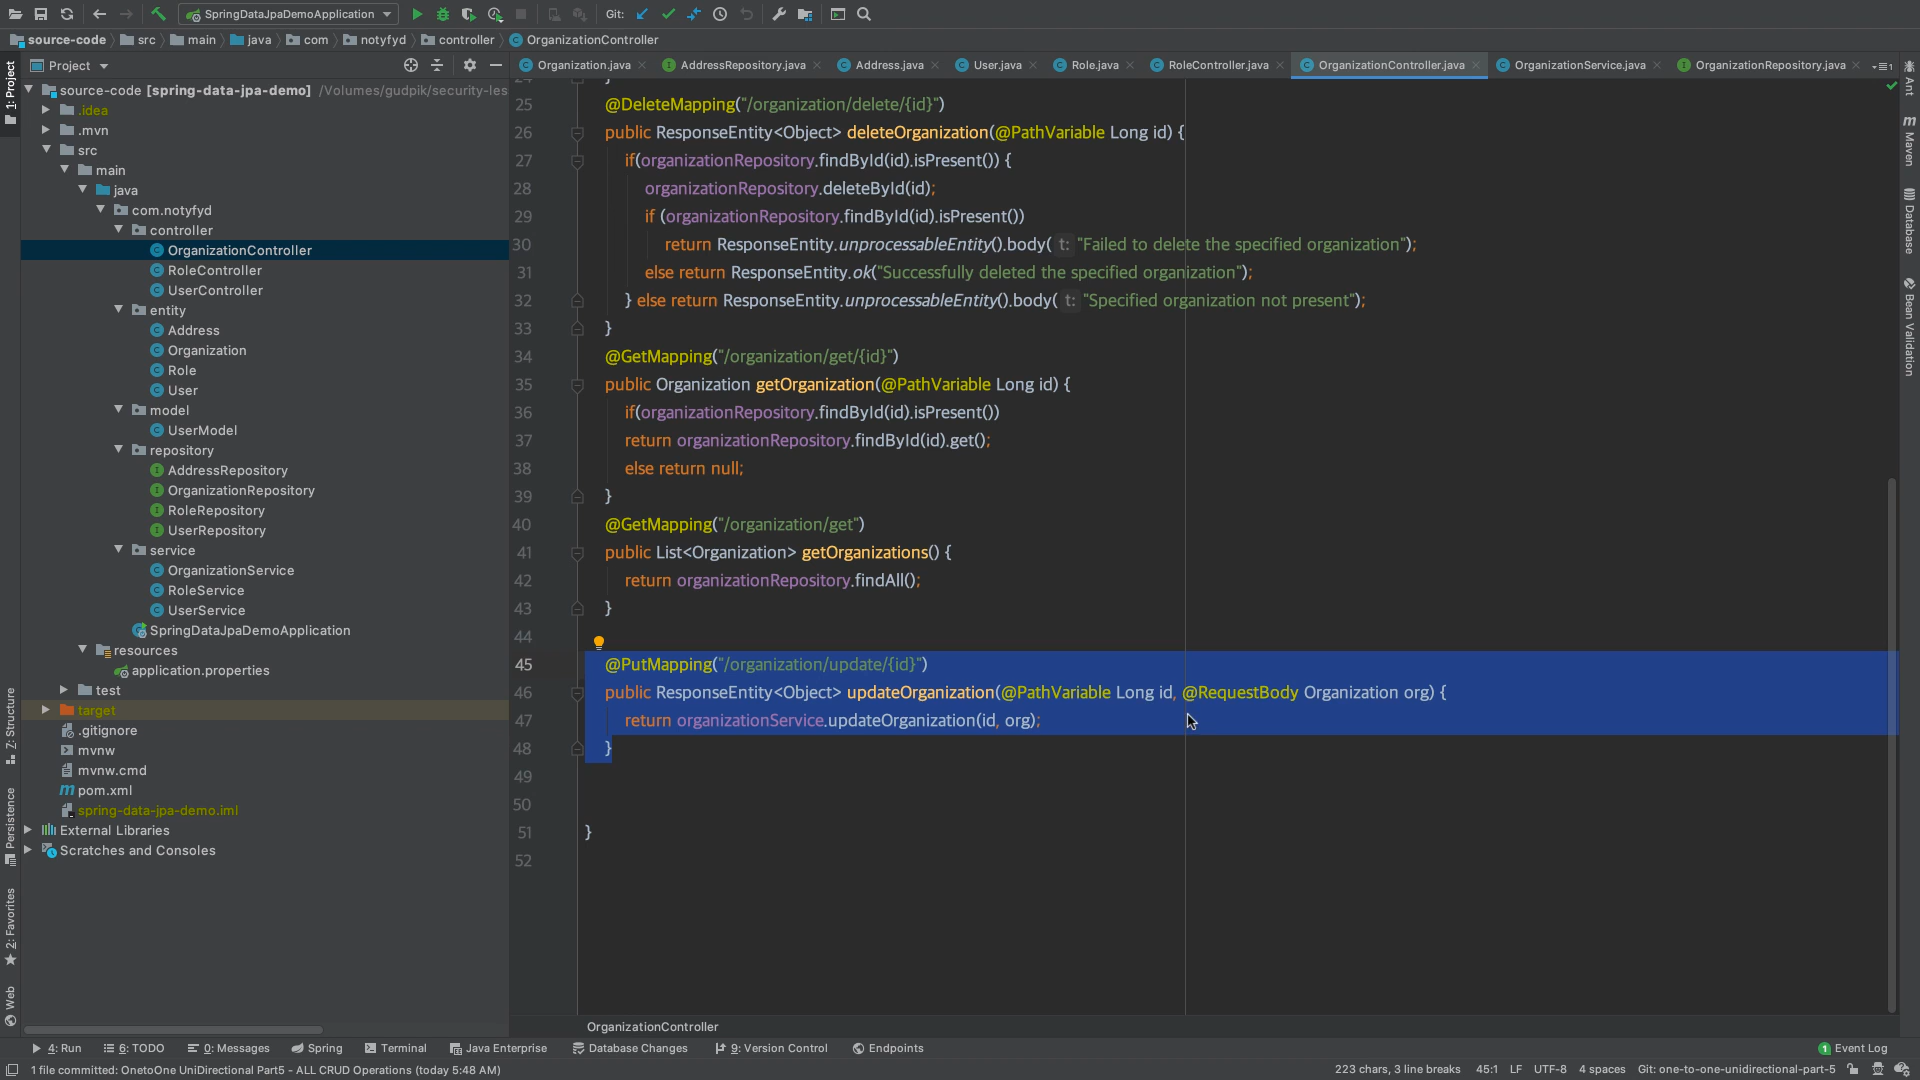 SpringDataJpaDemoApplication
Git:
source-code
src
main
java
com
notyfyd
controller
OrganizationController
Project
Organization.java
AddressRepository.java
Address.java
User.java
Role.java
RoleController.java
OrganizationController.java
OrganizationService.java
OrganizationRepository.java
1: Project
Z: Structure
Persistence
2: Favorites
Web
source-code [spring-data-jpa-demo] /Volumes/gudpik/security-les
.idea
.mvn
src
main
java
com.notyfyd
controller
OrganizationController
RoleController
UserController
entity
Address
Organization
Role
User
model
UserModel
repository
AddressRepository
OrganizationRepository
RoleRepository
UserRepository
service
OrganizationService
RoleService
UserService
SpringDataJpaDemoApplication
resources
application.properties
test
target
.gitignore
mvnw
mvnw.cmd
pom.xml
spring-data-jpa-demo.iml
External Libraries
Scratches and Consoles
25 @DeleteMapping("/organization/delete/{id}")
26 public ResponseEntity<Object> deleteOrganization(@PathVariable Long id) {
27 if(organizationRepository.findById(id).isPresent()) {
28 organizationRepository.deleteById(id);
29 if (organizationRepository.findById(id).isPresent())
30 return ResponseEntity.unprocessableEntity().body( t: "Failed to delete the specified organization");
31 else return ResponseEntity.ok("Successfully deleted the specified organization");
32 } else return ResponseEntity.unprocessableEntity().body( t: "Specified organization not present");
33 }
34 @GetMapping("/organization/get/{id}")
35 public Organization getOrganization(@PathVariable Long id) {
36 if(organizationRepository.findById(id).isPresent())
37 return organizationRepository.findById(id).get();
38 else return null;
39 }
40 @GetMapping("/organization/get")
41 public List<Organization> getOrganizations() {
42 return organizationRepository.findAll();
43 }
44
45 @PutMapping("/organization/update/{id}")
46 public ResponseEntity<Object> updateOrganization(@PathVariable Long id, @RequestBody Organization org) {
47 return organizationService.updateOrganization(id, org);
48 }
49
50
51 }
52
OrganizationController
Ant
Maven
Database
Bean Validation
4: Run
6: TODO
0: Messages
Spring
Terminal
Java Enterprise
Database Changes
9: Version Control
Endpoints
1 Event Log
1 file committed: OnetoOne UniDirectional Part5 - ALL CRUD Operations (today 5:48 AM)
223 chars, 3 line breaks
45:1
LF
UTF-8
4 spaces
Git: one-to-one-unidirectional-part-5